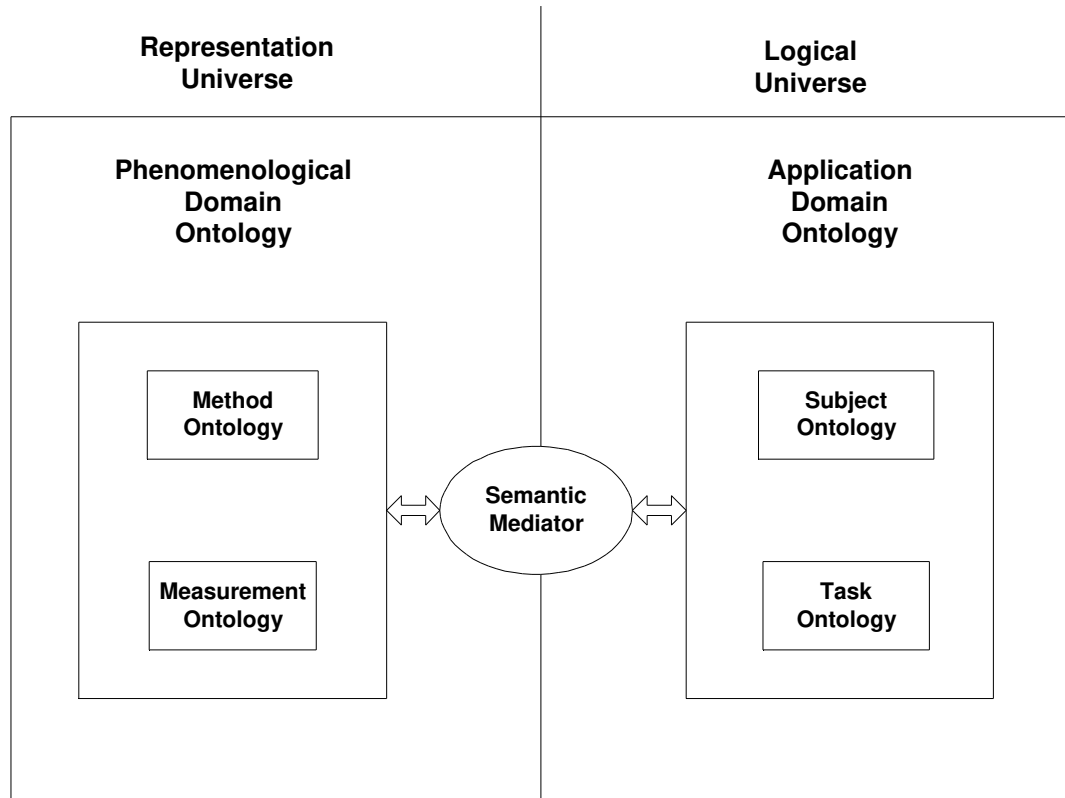 Representation
Universe
Logical
Universe
Phenomenological
Domain
Ontology
Application
Domain
Ontology
Method
Ontology
Subject
Ontology
Semantic
Mediator
Measurement
Ontology
Task
Ontology